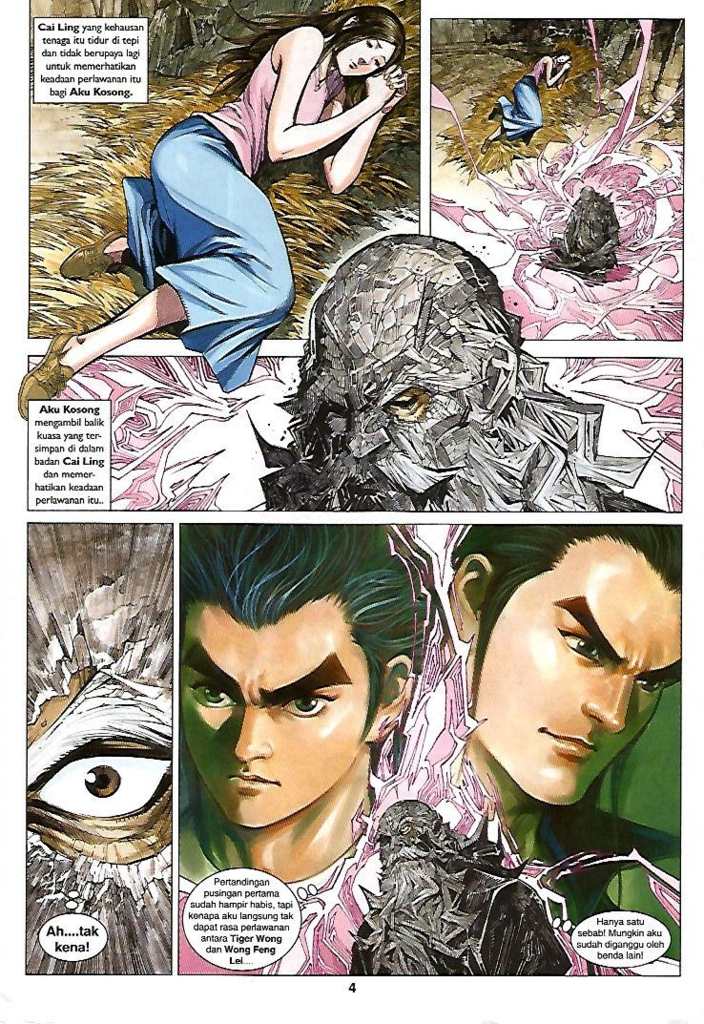 Cai Ling yang kehausan
tenaga itu tidur di tepi
dan tidak berupaya lagi
untuk memerhatikan
keadaan perlawanan itu
bagi Aku Kosong.
Aku Kosong
mengambil balik
kuasa yang ter-
simpan di dalam
badan Cai Ling
dan memer-
hatikan keadaan
perlawanan itu..
Ah....tak
kena!
Pertandingan
pusingan pertama
sudah hampir habis, tapi
kenapa aku langsung tak
dapat rasa perlawanan
antara Tiger Wong
dan Wong Feng
Lei....
Hanya satu
sebab! Mungkin aku
sudah diganggu oleh
benda lain!
4